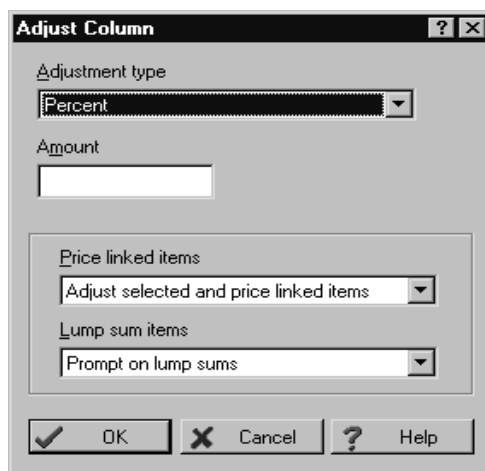 Adjust Column
Adjustment type
Percent
Amount
Price linked items
Adjust selected and price linked items
Lump sum items
Prompt on lump sums
OK Cancel Help